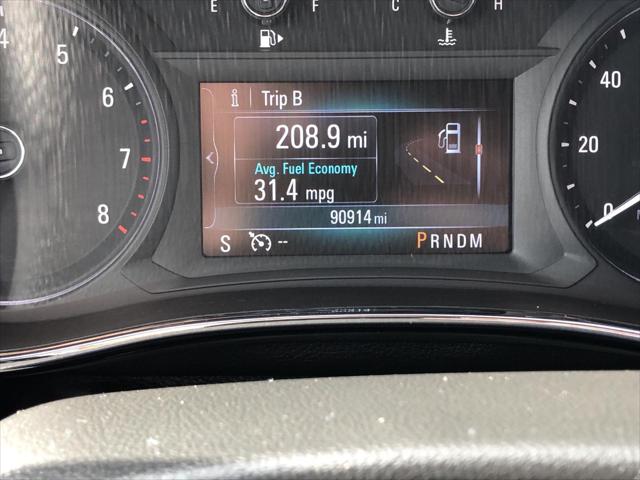 E F C H
4 5 6 7 8
i Trip B
208.9 mi
Avg. Fuel Economy
31.4 mpg
90914 mi
S -- PRNDM
40
20
0